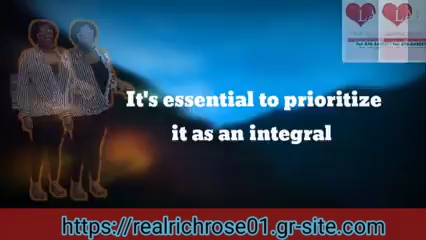 It's essential to prioritize
it as an integral
https://realrichrose01.gr-site.com